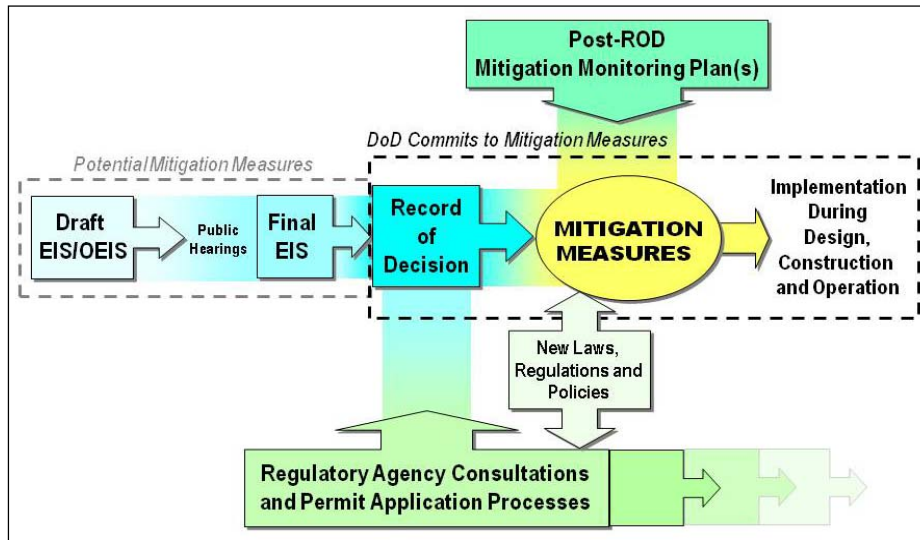 Post-ROD
Mitigation Monitoring Plan(s)
DoD Commits to Mitigation Measures
Potential Mitigation Measures
Draft
EIS/OEIS
Public
Hearings
Final
EIS
Record
of
Decision
MITIGATION
MEASURES
Implementation
During
Design,
Construction
and Operation
New Laws,
Regulations and
Policies
Regulatory Agency Consultations
and Permit Application Processes